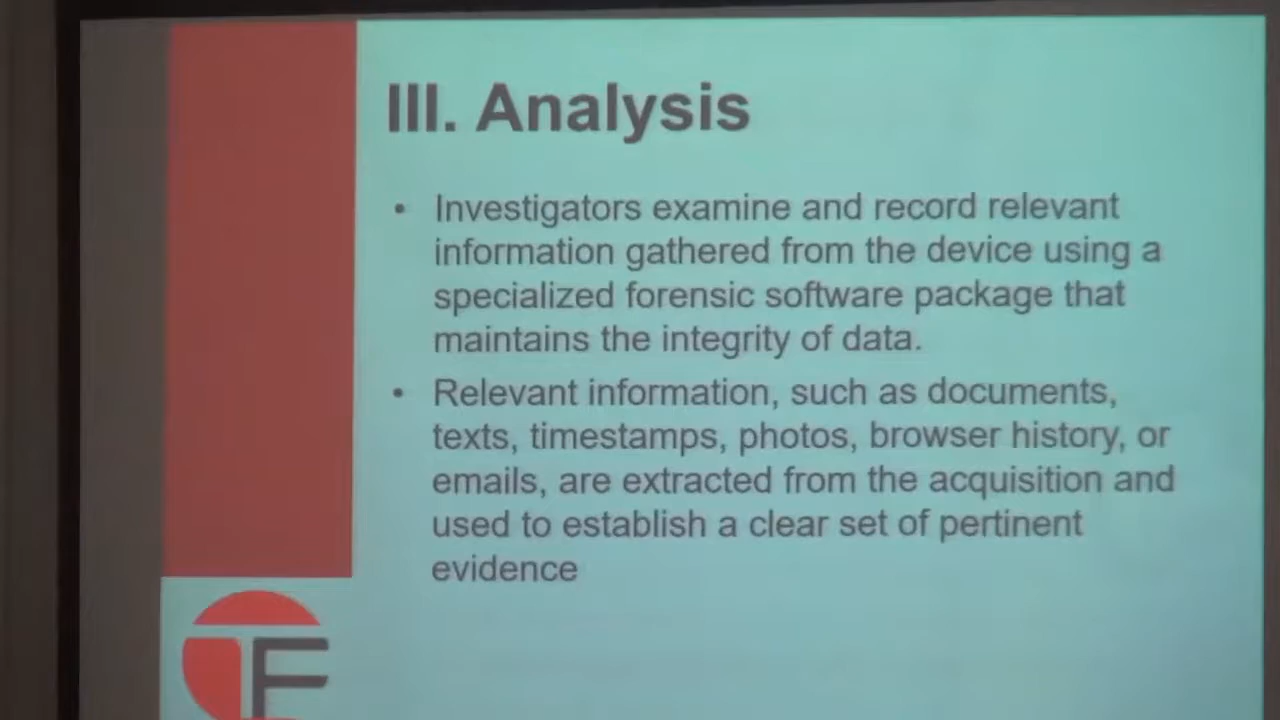 III. Analysis
• Investigators examine and record relevant
information gathered from the device using a
specialized forensic software package that
maintains the integrity of data.
• Relevant information, such as documents,
texts, timestamps, photos, browser history, or
emails, are extracted from the acquisition and
used to establish a clear set of pertinent
evidence
TF